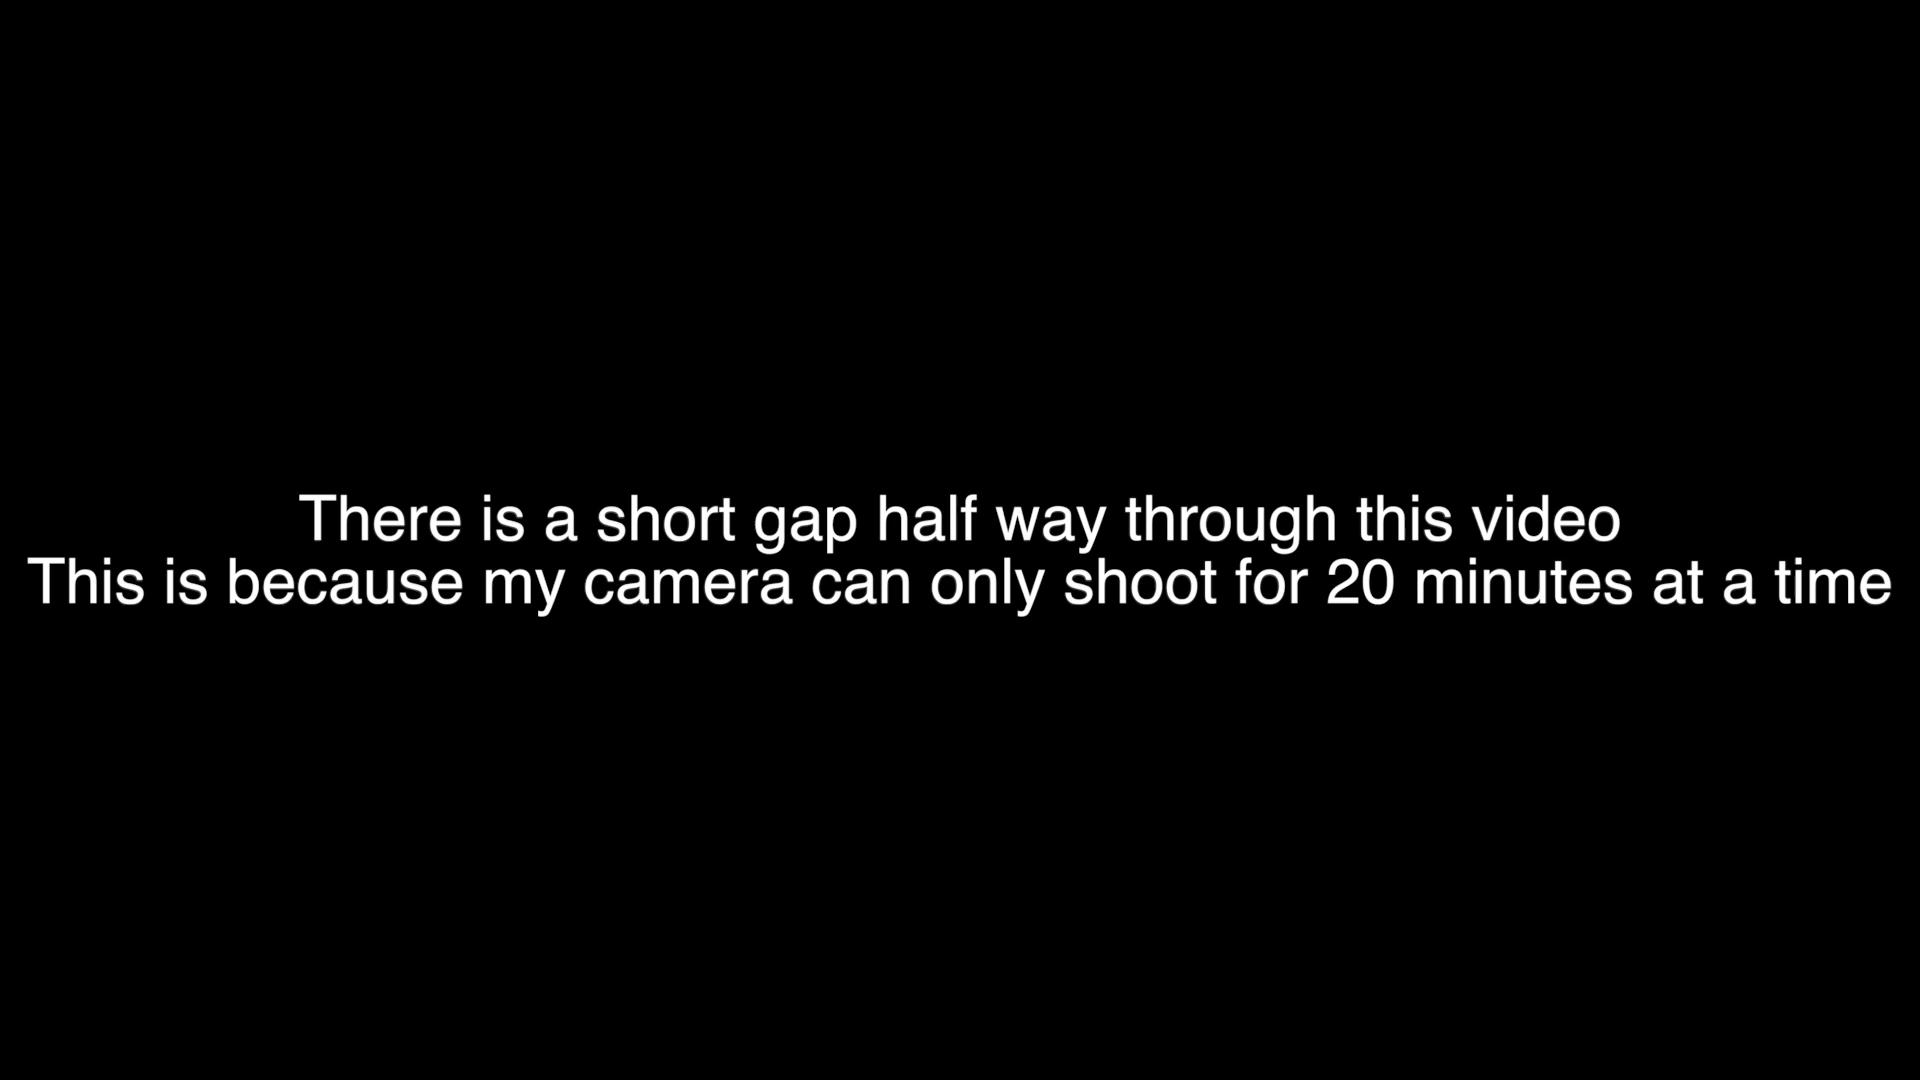 There is a short gap half way through this video
This is because my camera can only shoot for 20 minutes at a time